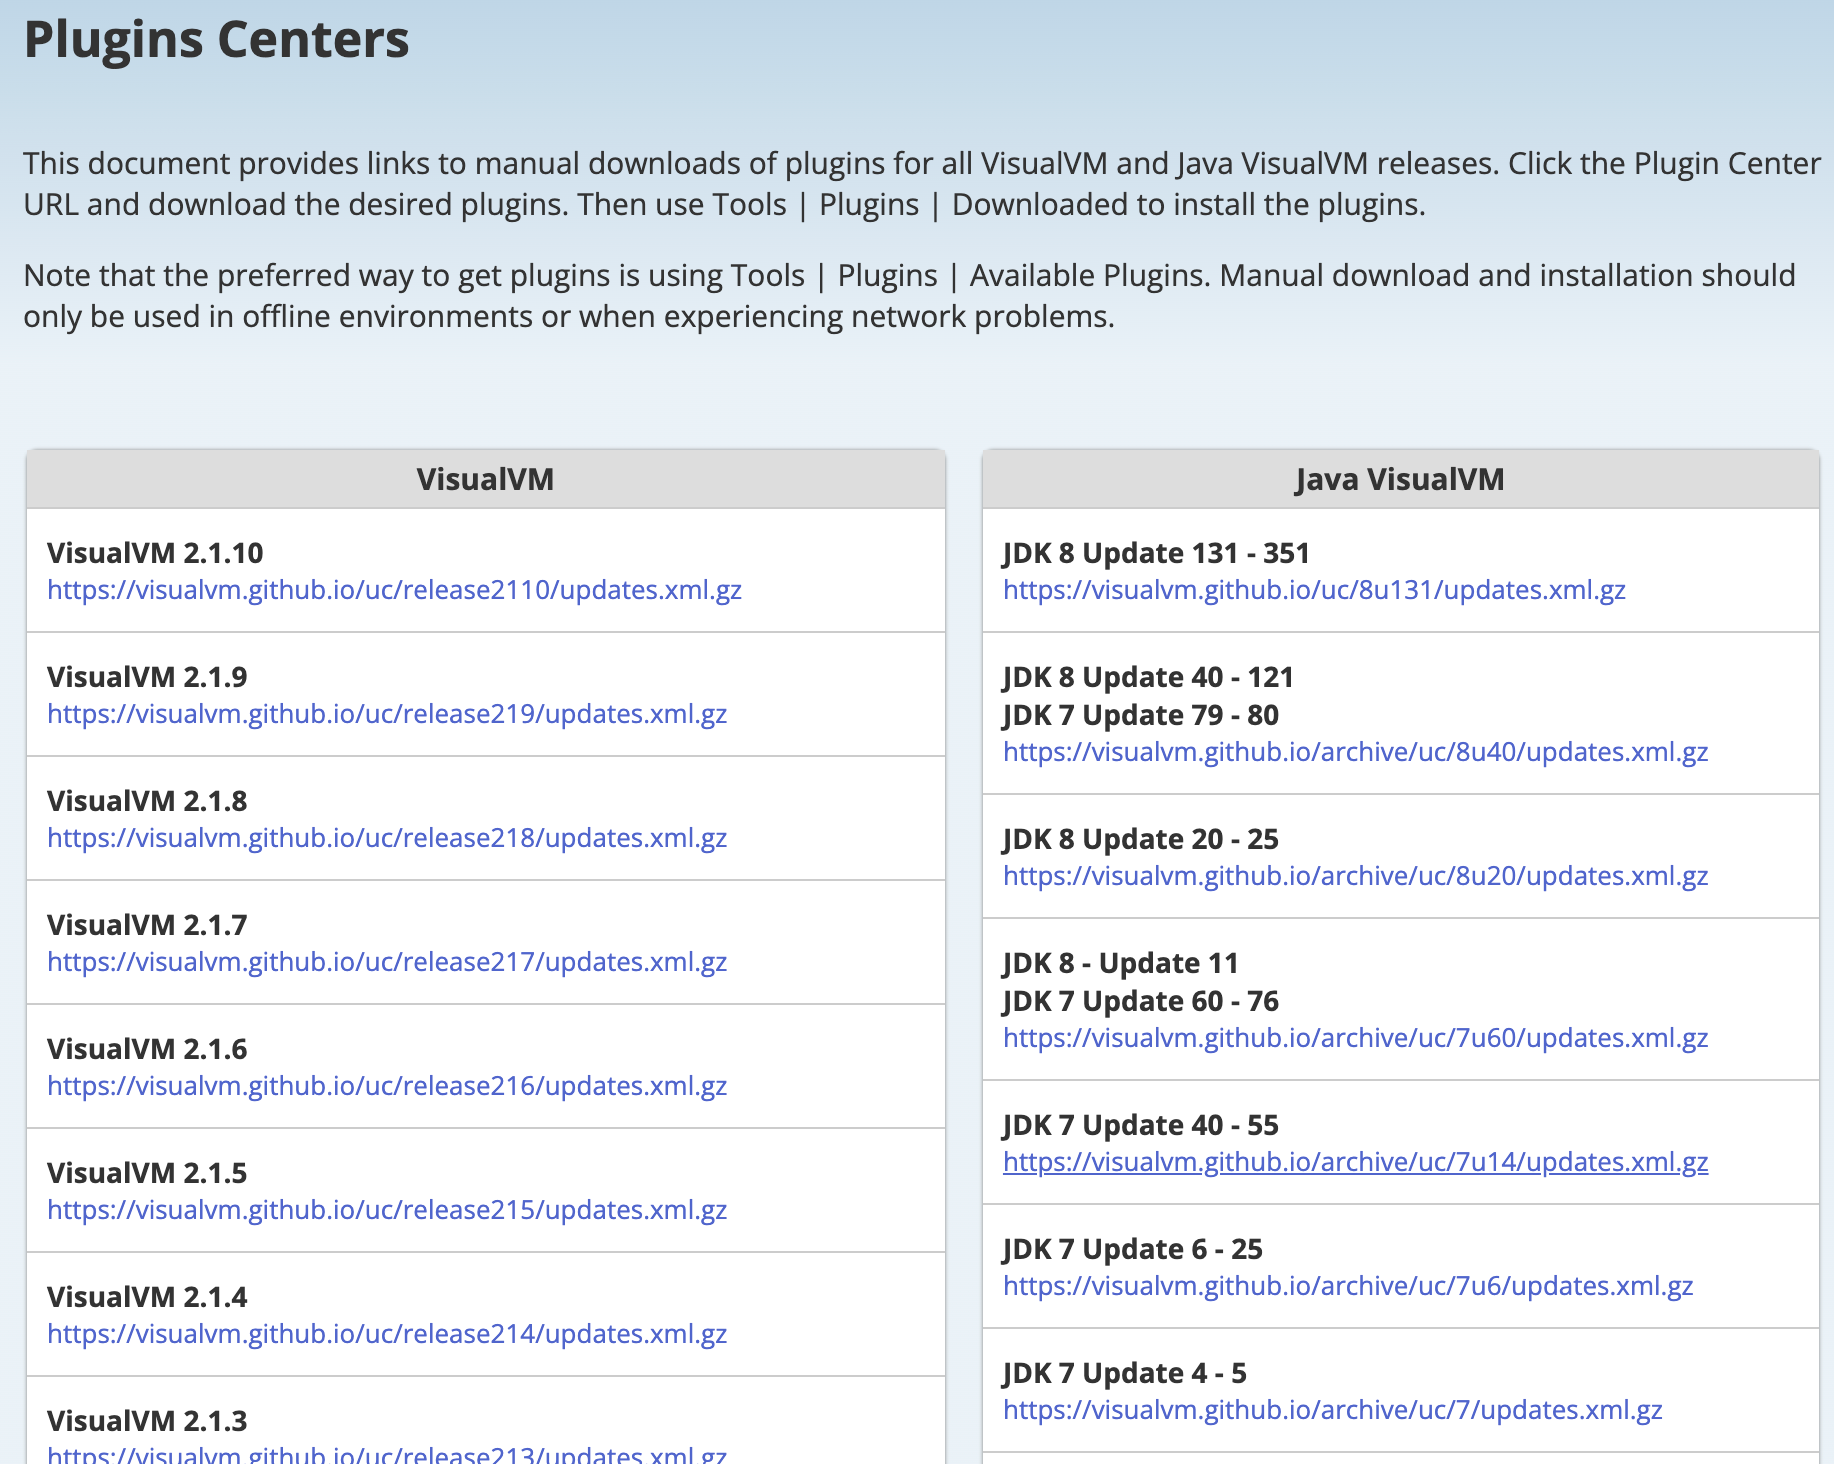 Plugins Centers
This document provides links to manual downloads of plugins for all VisualVM and Java VisualVM releases. Click the Plugin Center
URL and download the desired plugins. Then use Tools | Plugins | Downloaded to install the plugins.
Note that the preferred way to get plugins is using Tools | Plugins | Available Plugins. Manual download and installation should
only be used in offline environments or when experiencing network problems.
VisualVM
VisualVM 2.1.10
https://visualvm.github.io/uc/release2110/updates.xml.gz
VisualVM 2.1.9
https://visualvm.github.io/uc/release219/updates.xml.gz
VisualVM 2.1.8
https://visualvm.github.io/uc/release218/updates.xml.gz
VisualVM 2.1.7
https://visualvm.github.io/uc/release217/updates.xml.gz
VisualVM 2.1.6
https://visualvm.github.io/uc/release216/updates.xml.gz
VisualVM 2.1.5
https://visualvm.github.io/uc/release215/updates.xml.gz
VisualVM 2.1.4
https://visualvm.github.io/uc/release214/updates.xml.gz
VisualVM 2.1.3
https://visualvm.github.io/uc/release213/updates.xml.gz
Java VisualVM
JDK 8 Update 131 - 351
https://visualvm.github.io/uc/8u131/updates.xml.gz
JDK 8 Update 40 - 121
JDK 7 Update 79 - 80
https://visualvm.github.io/archive/uc/8u40/updates.xml.gz
JDK 8 Update 20 - 25
https://visualvm.github.io/archive/uc/8u20/updates.xml.gz
JDK 8 - Update 11
JDK 7 Update 60 - 76
https://visualvm.github.io/archive/uc/7u60/updates.xml.gz
JDK 7 Update 40 - 55
https://visualvm.github.io/archive/uc/7u14/updates.xml.gz
JDK 7 Update 6 - 25
https://visualvm.github.io/archive/uc/7u6/updates.xml.gz
JDK 7 Update 4 - 5
https://visualvm.github.io/archive/uc/7/updates.xml.gz